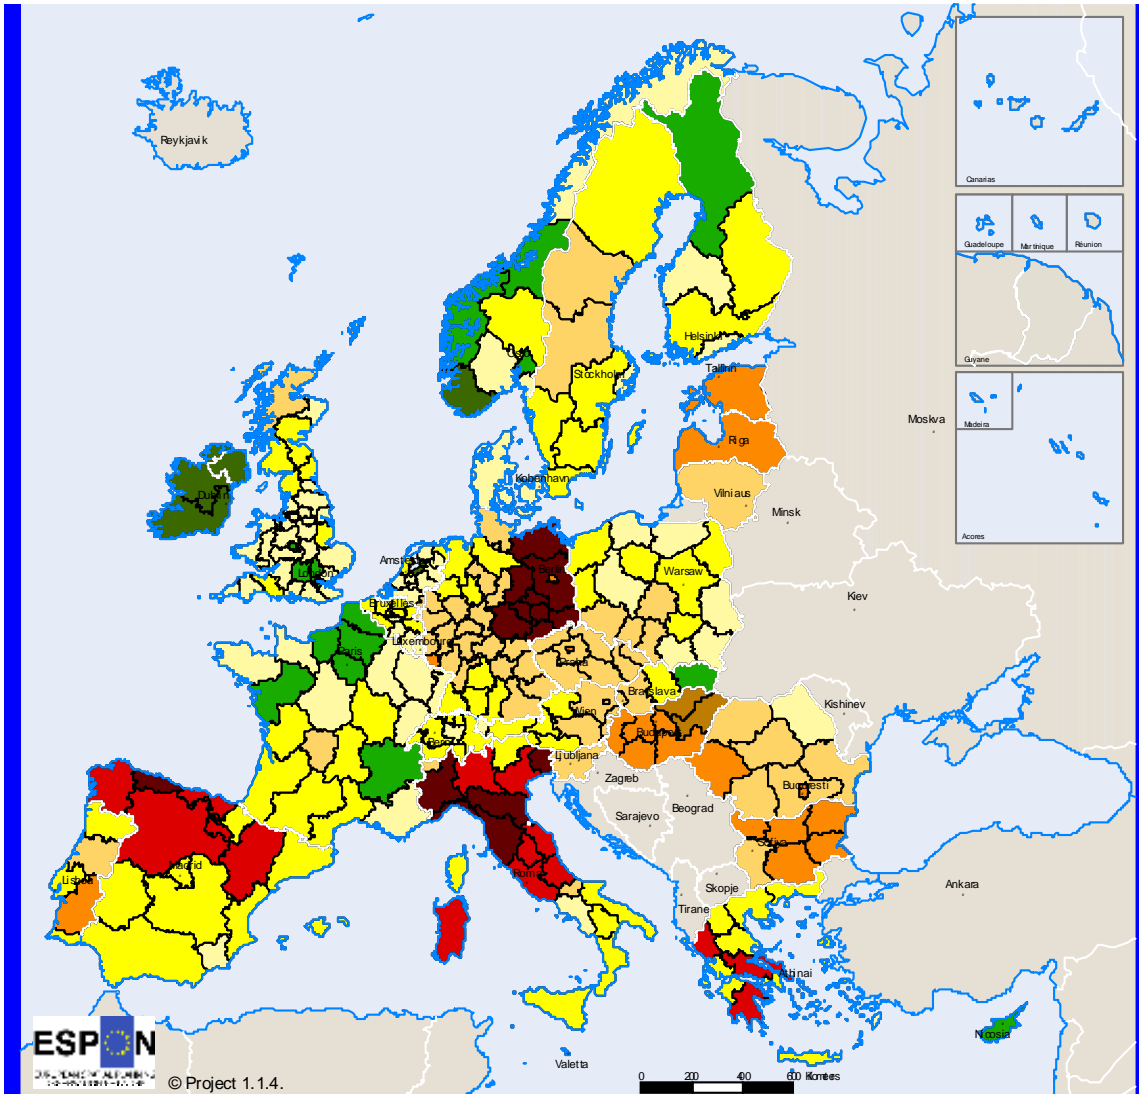 Reykjavik
Canarias
Guadeloupe
Martinique
Réunion
Guyane
Madeira
Acores
Oslo
Helsinki
Stockholm
Tallinn
Riga
Moskva
Vilniaus
Minsk
København
Dublin
London
Amsterdam
Berlin
Warsaw
Bruxelles
Kiev
Luxembourg
Paris
Praha
Bratislava
Wien
Kishinev
Budapest
Bern
Ljubljana
Zagreb
Bucuresti
Beograd
Sarajevo
Sofia
Madrid
Lisboa
Roma
Skopje
Ankara
Tirane
Athinai
Nicosia
Valetta
ESPON
© Project 1.1.4.
0 200 400 600